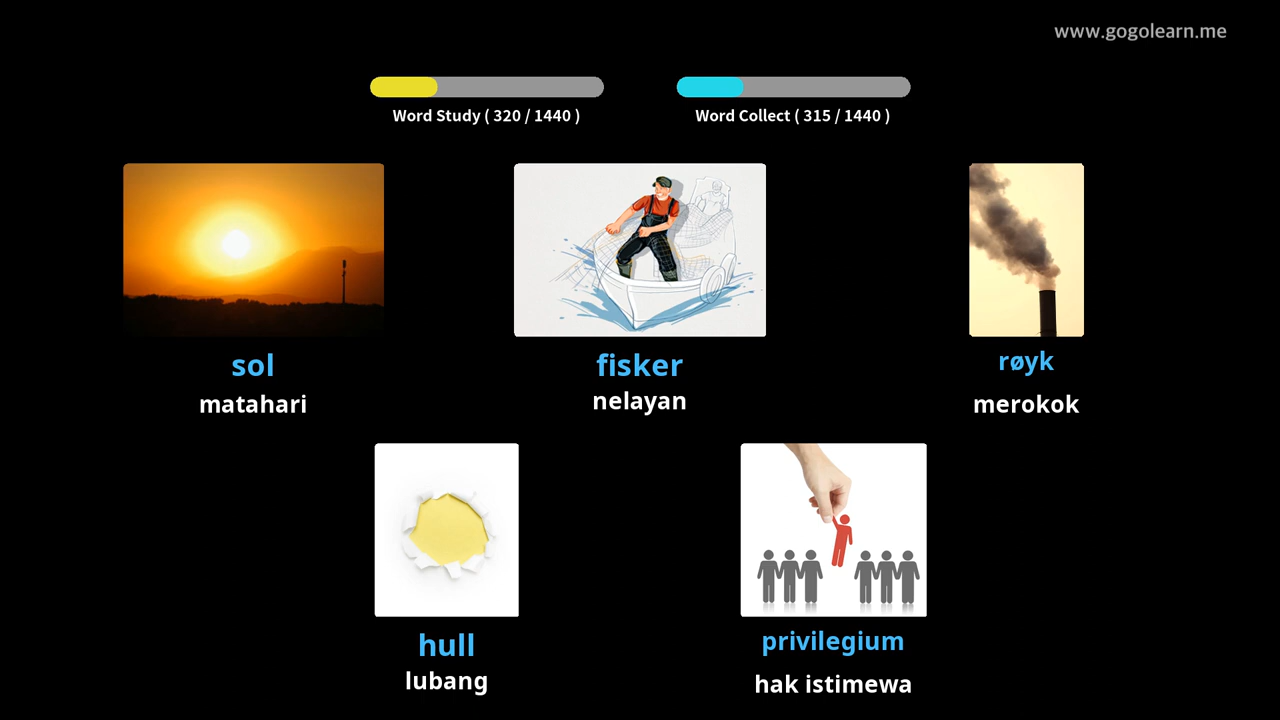 www.gogolearn.me
Word Study ( 320 / 1440 )
Word Collect ( 315 / 1440 )
sol
matahari
fisker
nelayan
røyk
merokok
hull
lubang
privilegium
hak istimewa